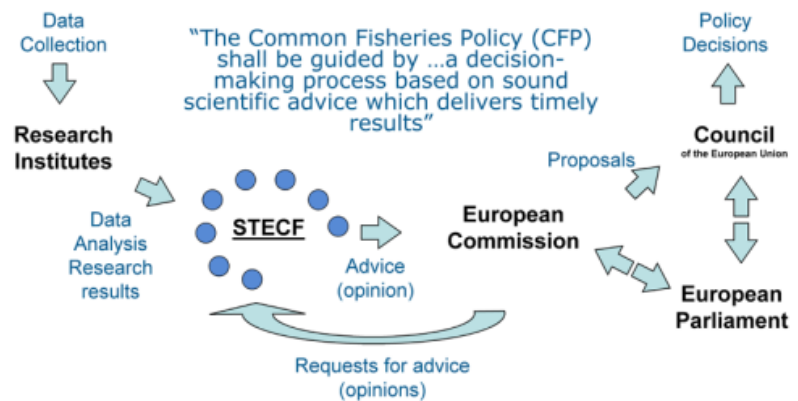 Data
Collection
“The Common Fisheries Policy (CFP)
shall be guided by …a decision-
making process based on sound
scientific advice which delivers timely
results”
Policy
Decisions
Research
Institutes
Council
of the European Union
Proposals
Data
Analysis
Research
results
STECF
Advice
(opinion)
European
Commission
European
Parliament
Requests for advice
(opinions)